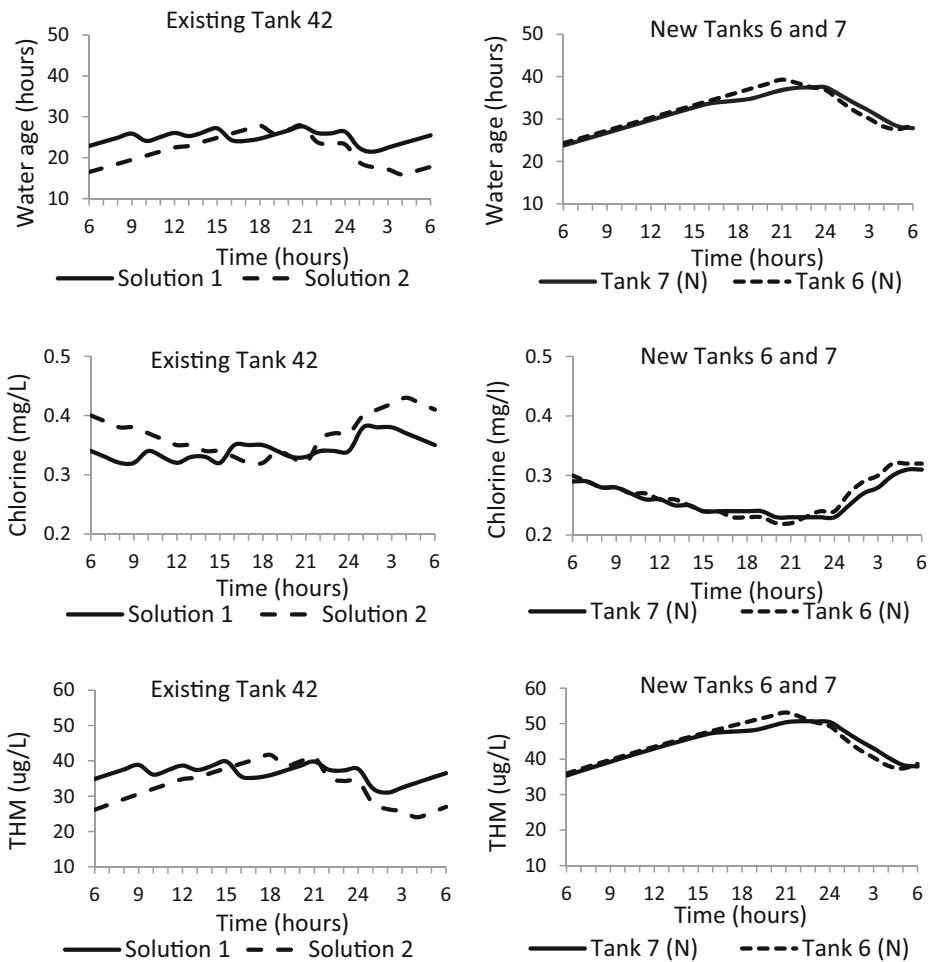 Existing Tank 42
Water age (hours)
50
40
30
20
10
6 9 12 15 18 21 24 3 6
Time (hours)
Solution 1 Solution 2
New Tanks 6 and 7
Water age (hours)
50
40
30
20
10
6 9 12 15 18 21 24 3 6
Time (hours)
Tank 7 (N) Tank 6 (N)
Existing Tank 42
Chlorine (mg/L)
0.5
0.4
0.3
0.2
6 9 12 15 18 21 24 3 6
Time (hours)
Solution 1 Solution 2
New Tanks 6 and 7
Chlorine (mg/l)
0.5
0.4
0.3
0.2
6 9 12 15 18 21 24 3 6
Time (hours)
Tank 7 (N) Tank 6 (N)
Existing Tank 42
THM (ug/L)
60
50
40
30
20
10
6 9 12 15 18 21 24 3 6
Time (hours)
Solution 1 Solution 2
New Tanks 6 and 7
THM (ug/L)
60
50
40
30
20
10
6 9 12 15 18 21 24 3 6
Time (hours)
Tank 7 (N) Tank 6 (N)